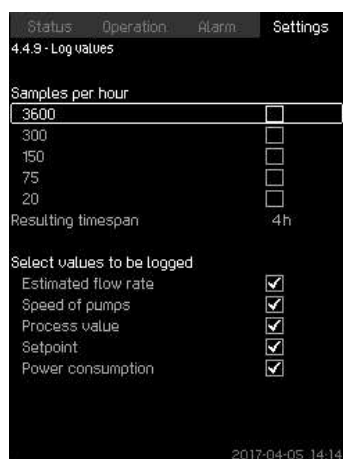 Status Operation Alarm Settings
4.4.9 - Log values
Samples per hour
3600
300
150
75
20
Resulting timespan 4h
Select values to be logged
Estimated flow rate
Speed of pumps
Process value
Setpoint
Power consumption
2017-04-05 14:14